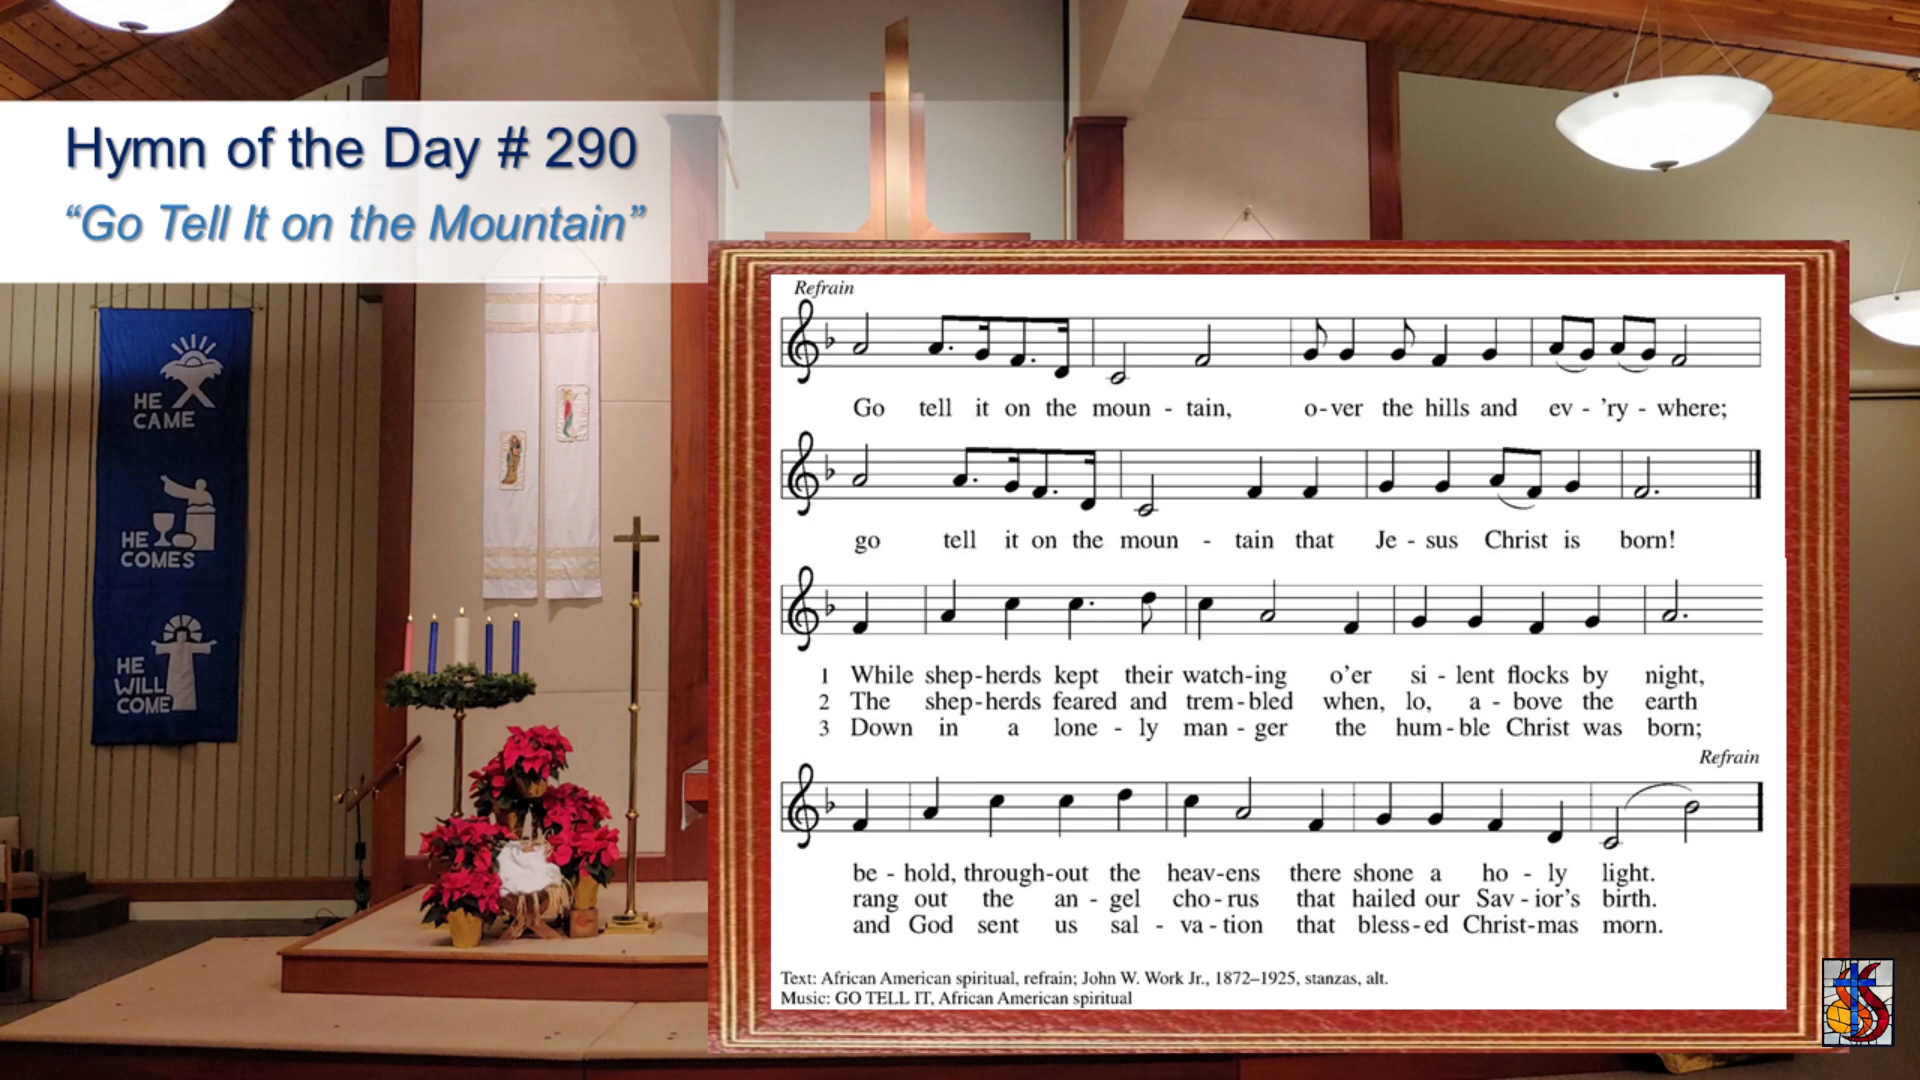 Hymn of the Day # 290
“Go Tell It on the Mountain”
HE
CAME
HE
COMES
HE
WILL
COME
Refrain
Go tell it on the moun - tain, o - ver the hills and ev - 'ry - where;
go tell it on the moun - tain that Je - sus Christ is born!
1 While shep - herds kept their watch - ing o'er si - lent flocks by night,
2 The shep - herds feared and trem - bled when, lo, a - bove the earth
3 Down in a lone - ly man - ger the hum - ble Christ was born;
Refrain
be - hold, through - out the heav - ens there shone a ho - ly light.
rang out the an - gel cho - rus that hailed our Sav - ior's birth.
and God sent us sal - va - tion that bless - ed Christ - mas morn.
Text: African American spiritual, refrain; John W. Work Jr., 1872–1925, stanzas, alt.
Music: GO TELL IT, African American spiritual